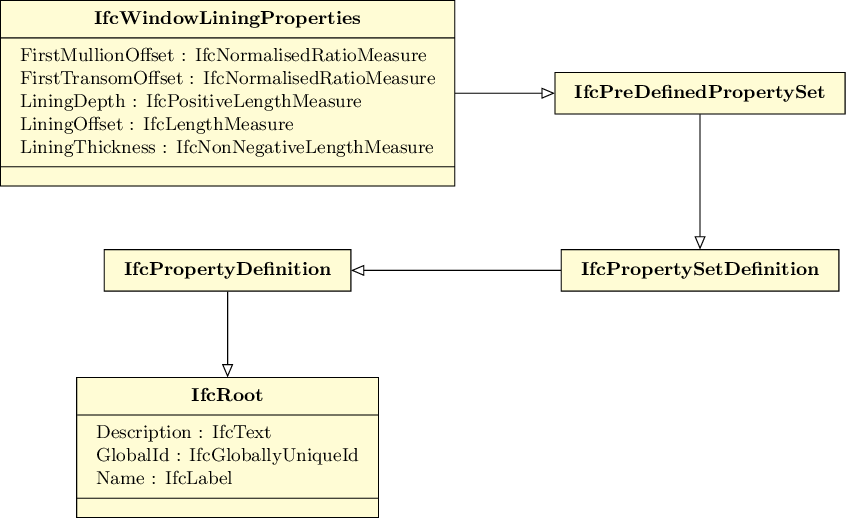 IfcWindowLiningProperties
FirstMullionOffset : IfcNormalisedRatioMeasure
FirstTransomOffset : IfcNormalisedRatioMeasure
LiningDepth : IfcPositiveLengthMeasure
LiningOffset : IfcLengthMeasure
LiningThickness : IfcNonNegativeLengthMeasure
IfcPreDefinedPropertySet
IfcPropertyDefinition
IfcPropertySetDefinition
IfcRoot
Description : IfcText
GlobalId : IfcGloballyUniqueId
Name : IfcLabel